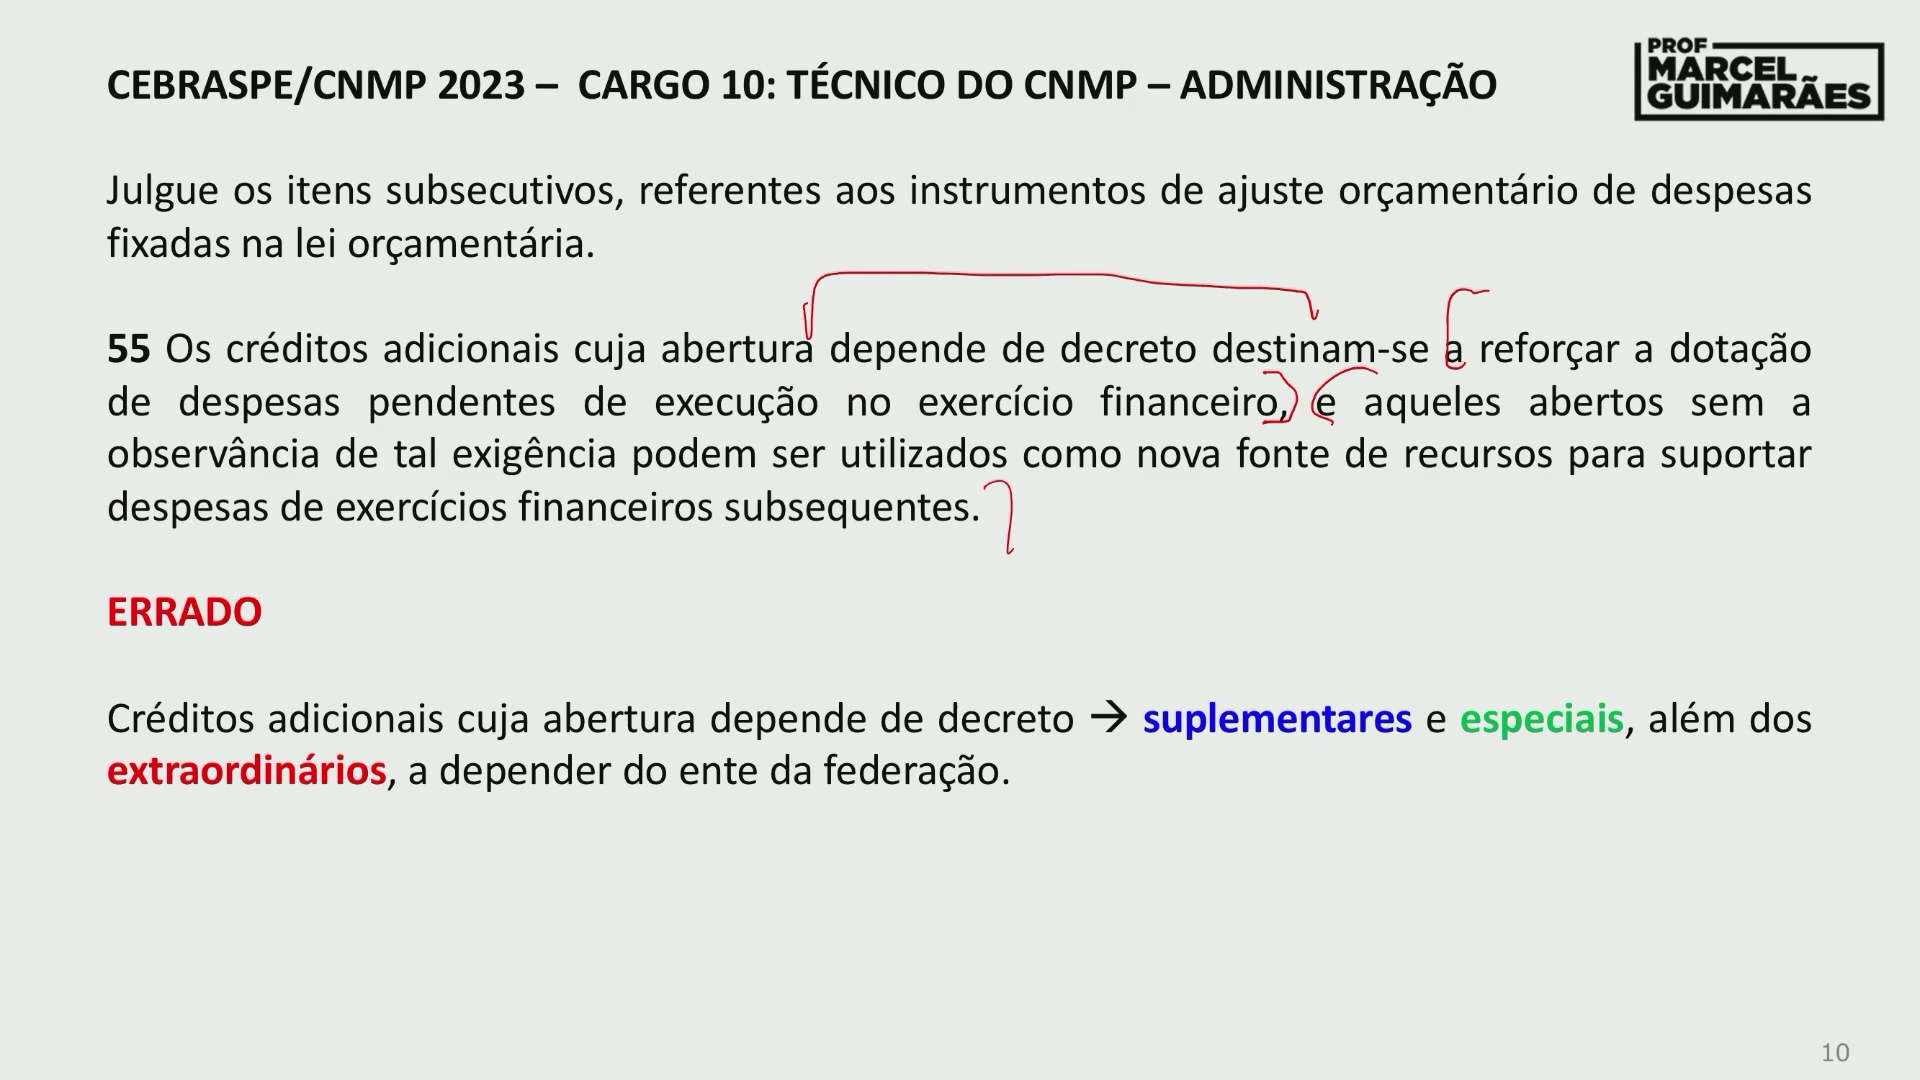 CEBRASPE/CNMP 2023 – CARGO 10: TÉCNICO DO CNMP – ADMINISTRAÇÃO
PROF
MARCEL
GUIMARÃES
Julgue os itens subsecutivos, referentes aos instrumentos de ajuste orçamentário de despesas
fixadas na lei orçamentária.
55 Os créditos adicionais cuja abertura depende de decreto destinam-se a reforçar a dotação
de despesas pendentes de execução no exercício financeiro, e aqueles abertos sem a
observância de tal exigência podem ser utilizados como nova fonte de recursos para suportar
despesas de exercícios financeiros subsequentes.
ERRADO
Créditos adicionais cuja abertura depende de decreto → suplementares e especiais, além dos
extraordinários, a depender do ente da federação.
10